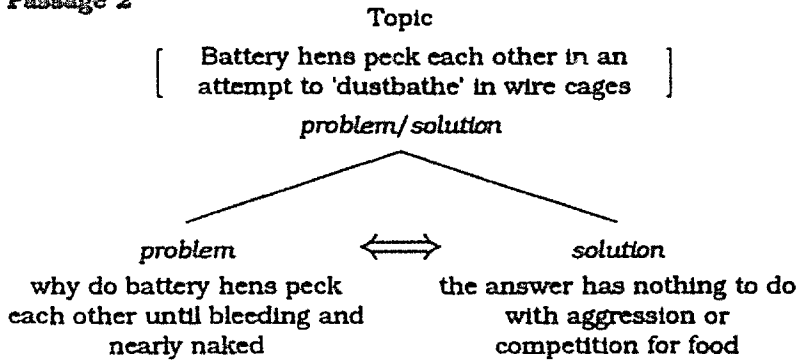 Passage 2
Topic
Battery hens peck each other in an
attempt to 'dustbathe' in wire cages
problem/solution
problem
why do battery hens peck
each other until bleeding and
nearly naked
solution
the answer has nothing to do
with aggression or
competition for food